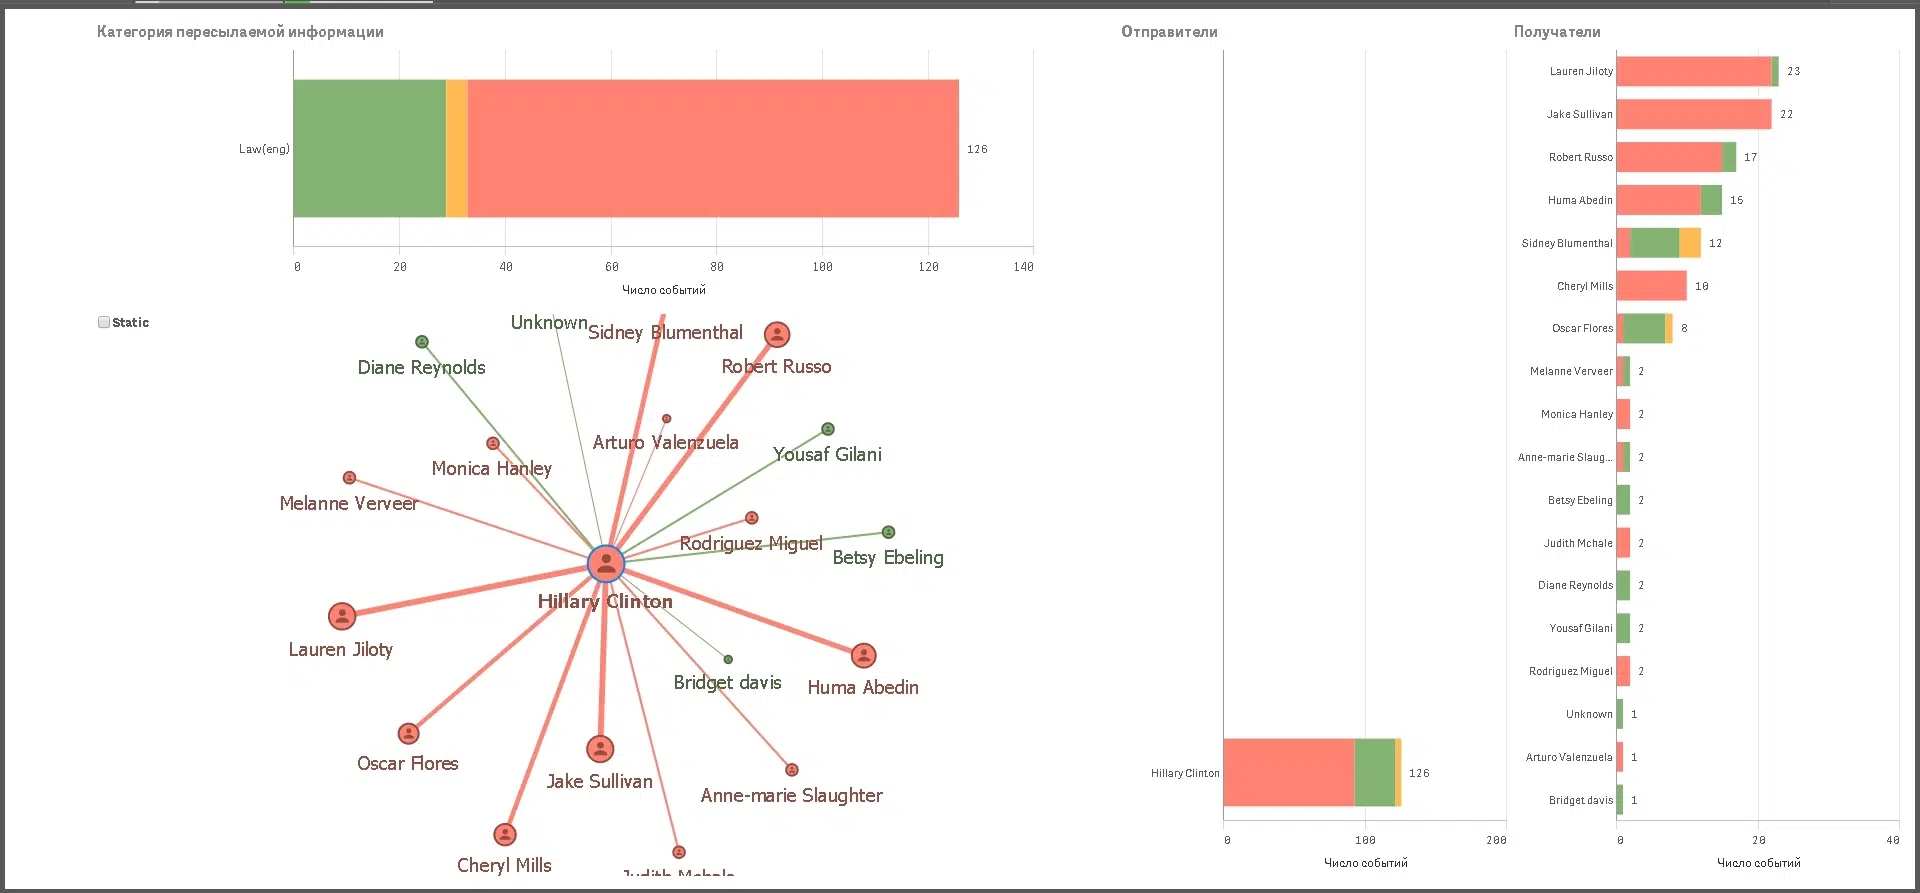 Категория пересылаемой информации
Law(eng)
126
0 20 40 60 80 100 120 140
Число событий
Static
Unknown
Sidney Blumenthal
Diane Reynolds
Robert Russo
Arturo Valenzuela
Yousaf Gilani
Monica Hanley
Melanne Verveer
Rodriguez Miguel
Betsy Ebeling
Hillary Clinton
Lauren Jiloty
Bridget davis
Huma Abedin
Oscar Flores
Jake Sullivan
Anne-marie Slaughter
Cheryl Mills
Judith Mchale
Отправители
Hillary Clinton
126
0 100 200
Число событий
Получатели
Lauren Jiloty 23
Jake Sullivan 22
Robert Russo 17
Huma Abedin 15
Sidney Blumenthal 12
Cheryl Mills 10
Oscar Flores 8
Melanne Verveer 2
Monica Hanley 2
Anne-marie Slaug... 2
Betsy Ebeling 2
Judith Mchale 2
Diane Reynolds 2
Yousaf Gilani 2
Rodriguez Miguel 2
Unknown 1
Arturo Valenzuela 1
Bridget davis 1
0 20 40
Число событий